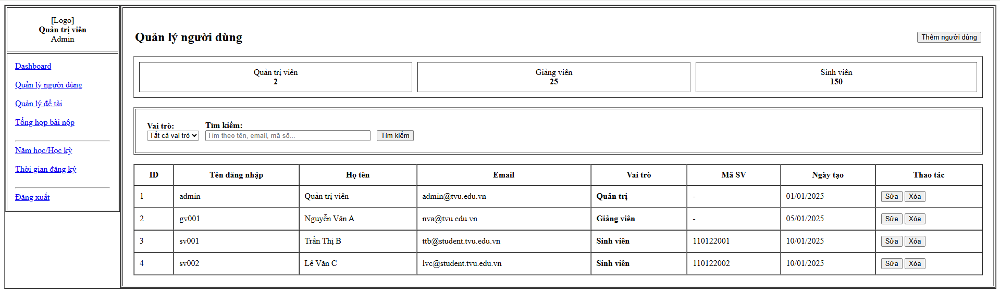 [Logo]
Quản trị viên
Admin
Dashboard
Quản lý người dùng
Quản lý đề tài
Tổng hợp bài nộp
Năm học/Học kỳ
Thời gian đăng ký
Đăng xuất
Quản lý người dùng
Thêm người dùng
Quản trị viên
2
Giảng viên
25
Sinh viên
150
Vai trò:
Tất cả vai trò
Tìm kiếm:
Tìm theo tên, email, mã số...
Tìm kiếm
ID Tên đăng nhập Họ tên Email Vai trò Mã SV Ngày tạo Thao tác
1 admin Quản trị viên admin@tvu.edu.vn Quản trị - 01/01/2025 Sửa Xóa
2 gv001 Nguyễn Văn A nva@tvu.edu.vn Giảng viên - 05/01/2025 Sửa Xóa
3 sv001 Trần Thị B ttb@student.tvu.edu.vn Sinh viên 110122001 10/01/2025 Sửa Xóa
4 sv002 Lê Văn C lvc@student.tvu.edu.vn Sinh viên 110122002 10/01/2025 Sửa Xóa